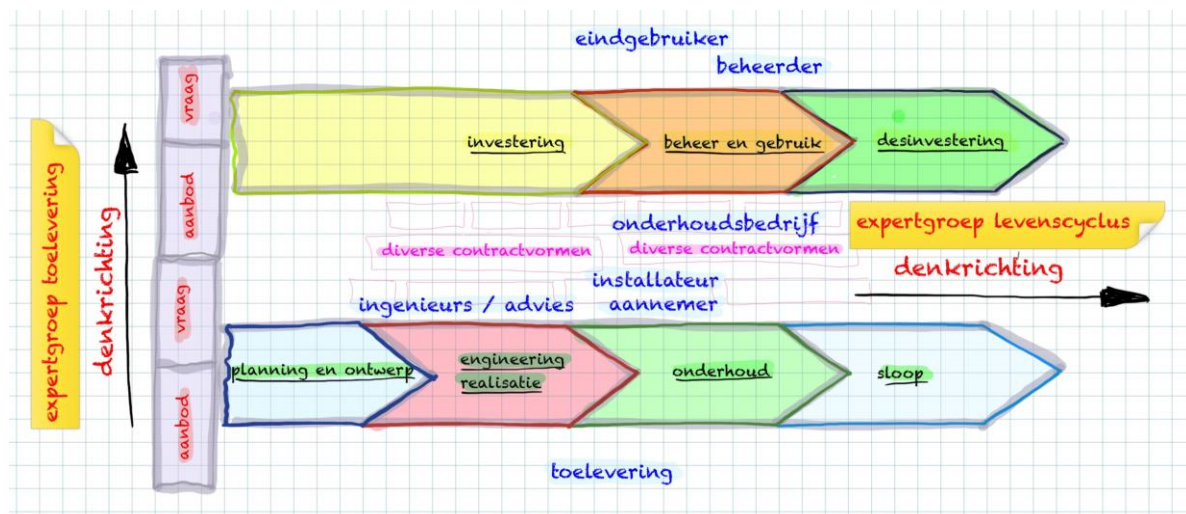 eindgebruiker
beheerder
vraag
investering
beheer en gebruik
desinvestering
aanbod
expertgroep toelevering
denkrichting
onderhoudsbedrijf
expertgroep levenscyclus
diverse contractvormen
diverse contractvormen
denkrichting
installateur
ingenieurs / advies
aannemer
vraag
planning en ontwerp
engineering
realisatie
onderhoud
sloop
aanbod
toelevering